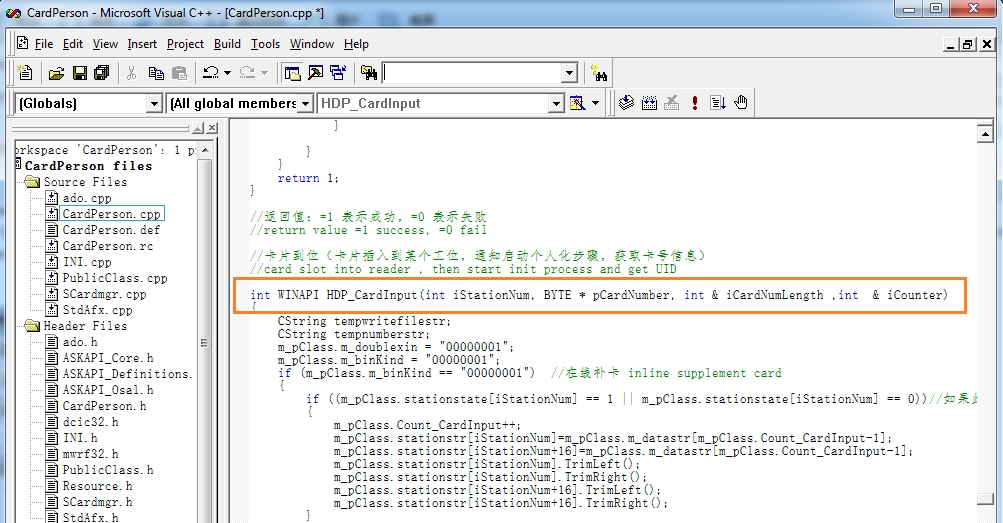 CardPerson - Microsoft Visual C++ - [CardPerson.cpp *]
File Edit View Insert Project Build Tools Window Help
(Globals) (All global members HDP_CardInput
orkspace 'CardPerson': 1 p
CardPerson files
Source Files
ado.cpp
CardPerson.cpp
CardPerson.def
CardPerson.rc
INI.cpp
PublicClass.cpp
SCardmgr.cpp
StdAfx.cpp
Header Files
ado.h
ASKAPI_Core.h
ASKAPI_Definitions.
ASKAPI_Osal.h
CardPerson.h
dcic32.h
INI.h
mwrf32.h
PublicClass.h
Resource.h
SCardmgr.h
StdAfx.h
}
}
}
return 1;
}
//返回值：=1 表示成功，=0 表示失败
//return value =1 success, =0 fail
//卡片到位（卡片插入到某个工位，通知启动个人化步骤，获取卡号信息）
//card slot into reader , then start init process and get UID
int WINAPI HDP_CardInput(int iStationNum, BYTE * pCardNumber, int & iCardNumLength ,int  & iCounter)
{
CString tempwritefilestr;
CString tempnumberstr;
m_pClass.m_doublexin = "00000001";
m_pClass.m_binKind = "00000001";
if (m_pClass.m_binKind == "00000001")  //在线补卡 inline supplement card
{
if ((m_pClass.stationstate[iStationNum] == 1 || m_pClass.stationstate[iStationNum] == 0))//如果此
{
m_pClass.Count_CardInput++;
m_pClass.stationstr[iStationNum]=m_pClass.m_datastr[m_pClass.Count_CardInput-1];
m_pClass.stationstr[iStationNum+16]=m_pClass.m_datastr[m_pClass.Count_CardInput-1];
m_pClass.stationstr[iStationNum].TrimLeft();
m_pClass.stationstr[iStationNum].TrimRight();
m_pClass.stationstr[iStationNum+16].TrimLeft();
m_pClass.stationstr[iStationNum+16].TrimRight();
}